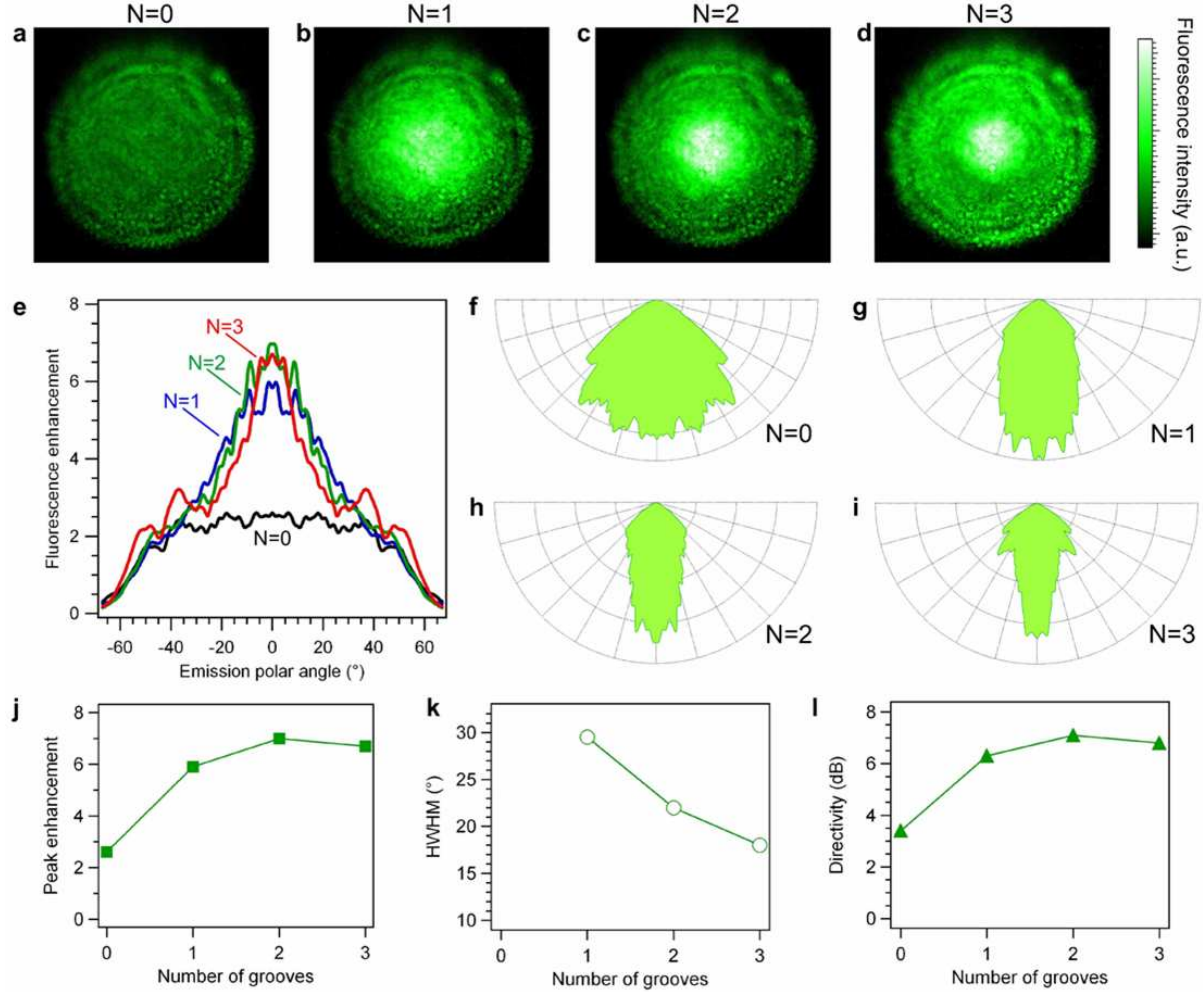 N=0
N=1
N=2
N=3
a
b
c
d
Fluorescence intensity (a.u.)
e
8
6
4
2
0
Fluorescence enhancement
N=3
N=2
N=1
N=0
-60 -40 -20 0 20 40 60
Emission polar angle (°)
f
N=0
g
N=1
h
N=2
i
N=3
j
8
6
4
2
0
Peak enhancement
0 1 2 3
Number of grooves
k
30
25
20
15
10
HWHM (°)
0 1 2 3
Number of grooves
l
8
6
4
2
0
Directivity (dB)
0 1 2 3
Number of grooves